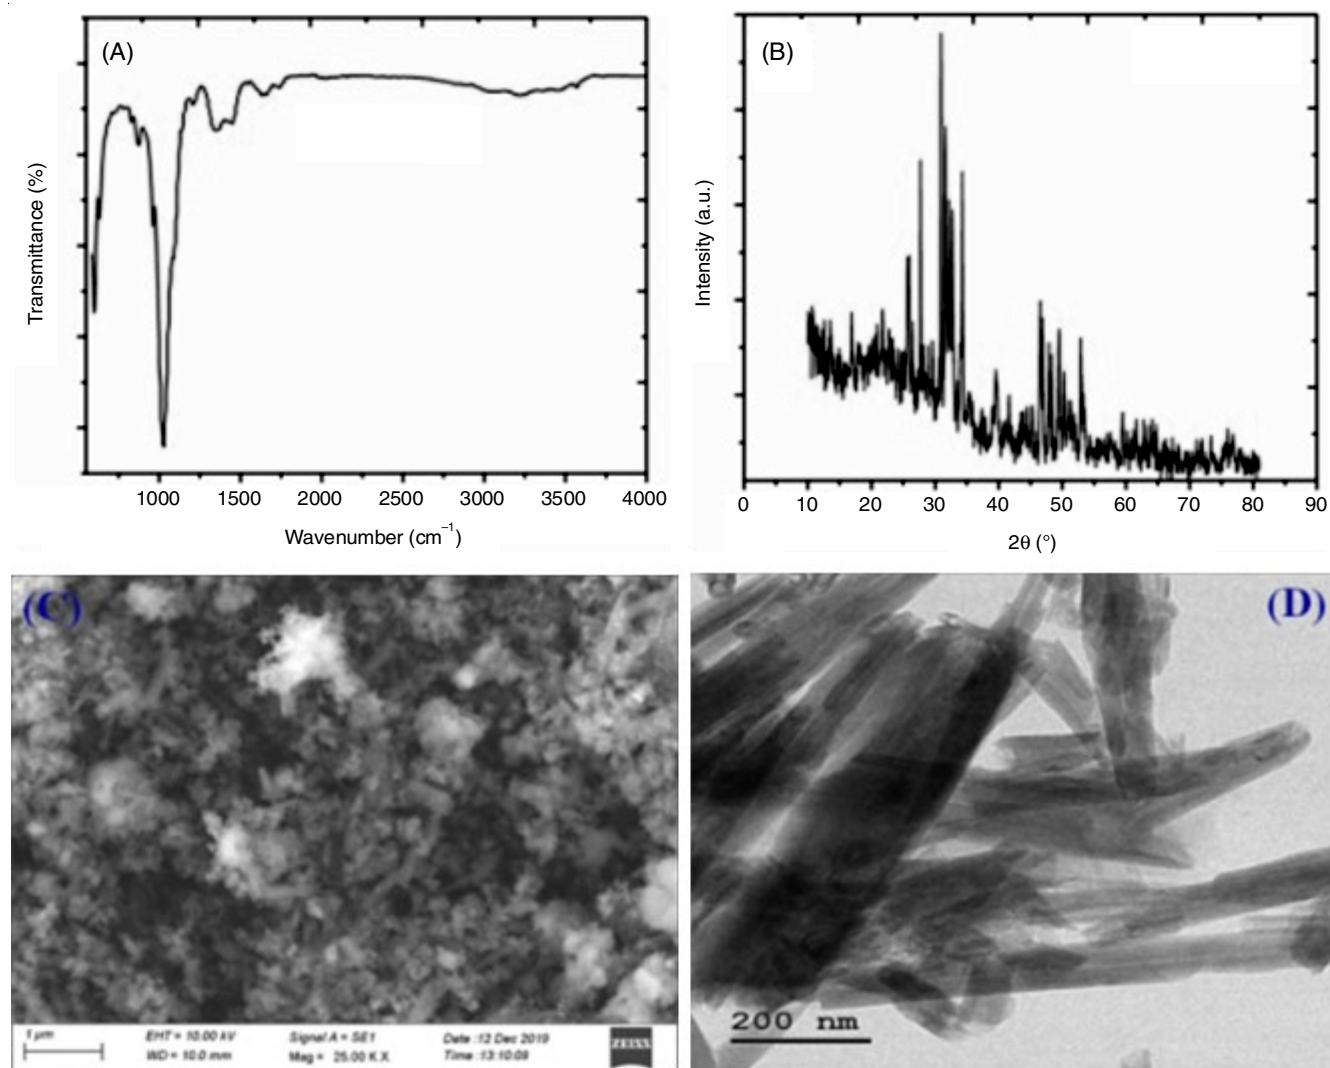 (A)
Transmittance (%)
1000 1500 2000 2500 3000 3500 4000
Wavenumber (cm⁻¹)
(B)
Intensity (a.u.)
0 10 20 30 40 50 60 70 80 90
2θ (°)
(C)
1 µm
EHT = 10.00 kV
Signal A = SE1
Date :12 Dec 2019
WD = 10.0 mm
Mag = 25.00 K X
Time :13:10:09
ZEISS
(D)
200 nm